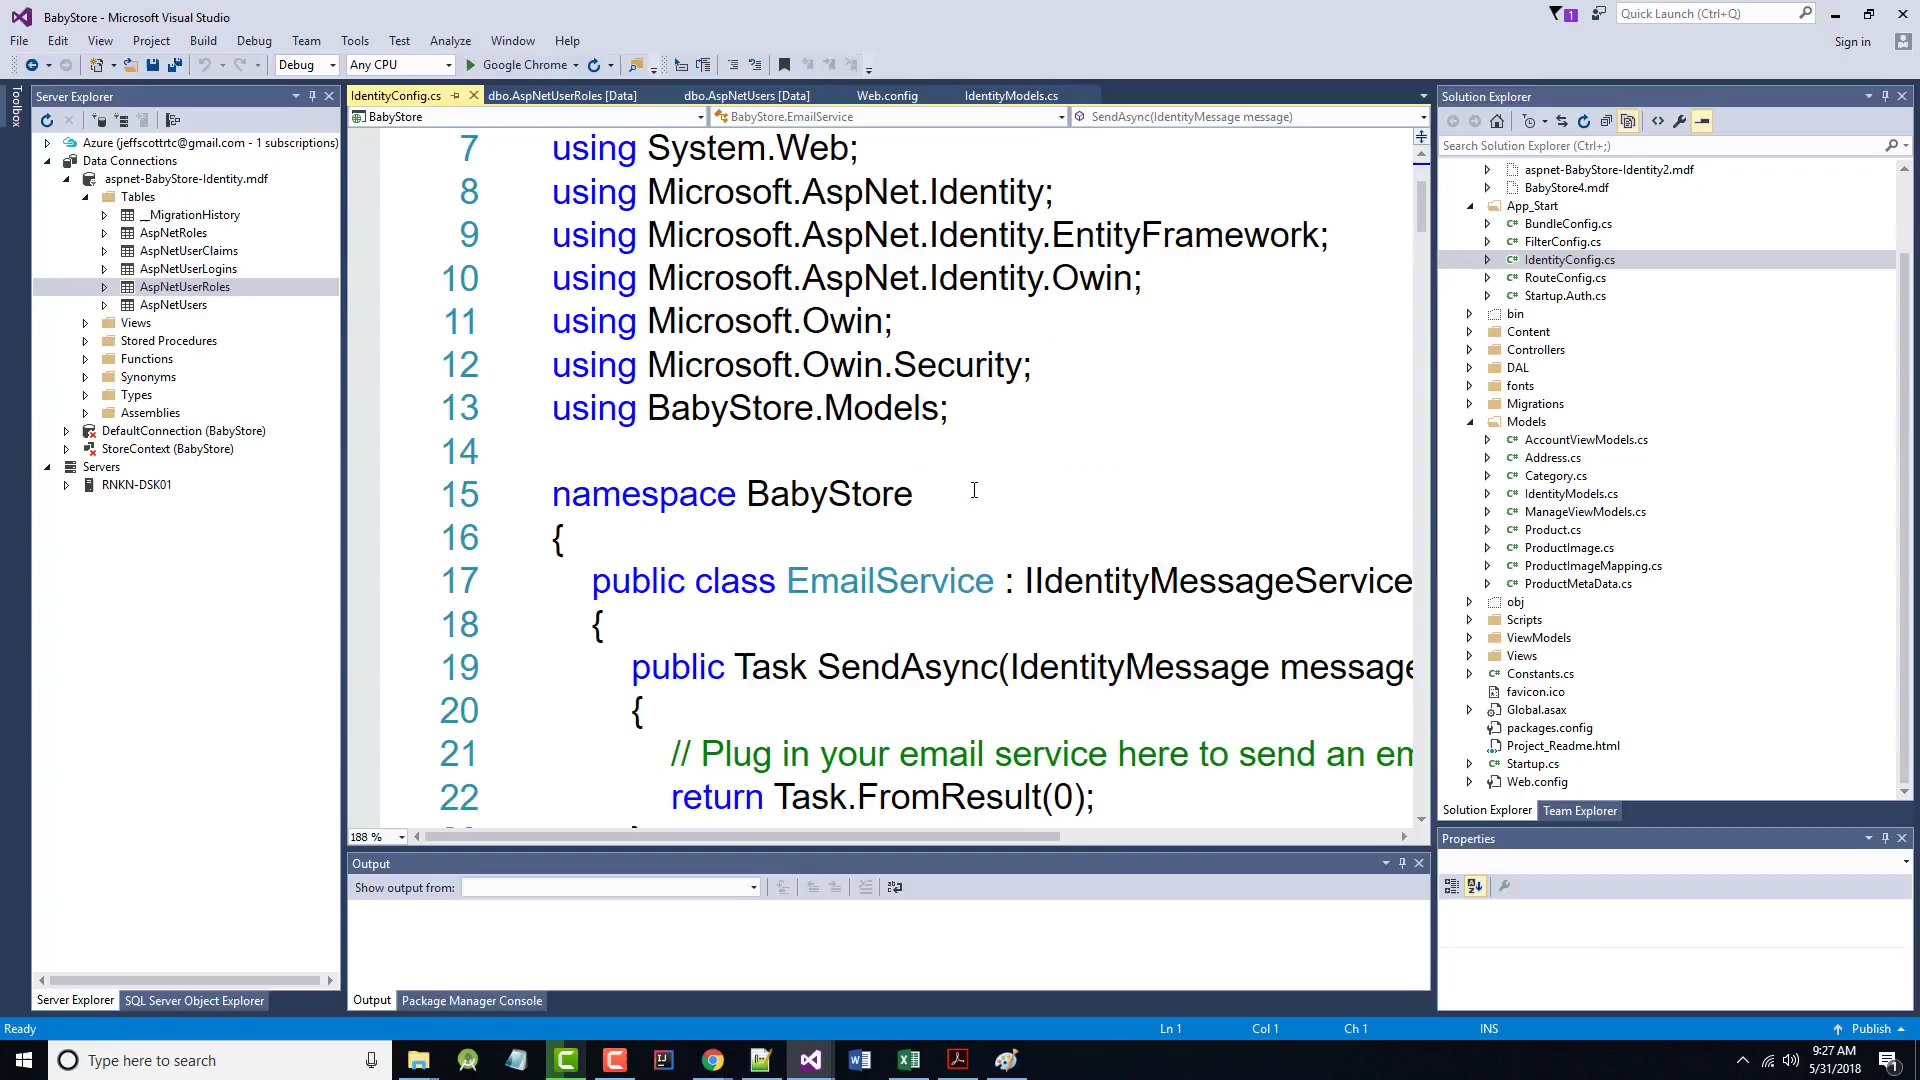 BabyStore - Microsoft Visual Studio
1
Quick Launch (Ctrl+Q)
File Edit View Project Build Debug Team Tools Test Analyze Window Help
Sign in
Debug Any CPU Google Chrome
Toolbox
Server Explorer
Azure (jeffscottrtc@gmail.com - 1 subscriptions)
Data Connections
aspnet-BabyStore-Identity.mdf
Tables
__MigrationHistory
AspNetRoles
AspNetUserClaims
AspNetUserLogins
AspNetUserRoles
AspNetUsers
Views
Stored Procedures
Functions
Synonyms
Types
Assemblies
DefaultConnection (BabyStore)
StoreContext (BabyStore)
Servers
RNKN-DSK01
Server Explorer SQL Server Object Explorer
IdentityConfig.cs dbo.AspNetUserRoles [Data] dbo.AspNetUsers [Data] Web.config IdentityModels.cs
BabyStore BabyStore.EmailService SendAsync(IdentityMessage message)
7 using System.Web;
8 using Microsoft.AspNet.Identity;
9 using Microsoft.AspNet.Identity.EntityFramework;
10 using Microsoft.AspNet.Identity.Owin;
11 using Microsoft.Owin;
12 using Microsoft.Owin.Security;
13 using BabyStore.Models;
14
15 namespace BabyStore
16 {
17 public class EmailService : IIdentityMessageService
18 {
19 public Task SendAsync(IdentityMessage message
20 {
21 // Plug in your email service here to send an em
22 return Task.FromResult(0);
188 %
Output
Show output from:
Output Package Manager Console
Solution Explorer
Search Solution Explorer (Ctrl+;)
aspnet-BabyStore-Identity2.mdf
BabyStore4.mdf
App_Start
BundleConfig.cs
FilterConfig.cs
IdentityConfig.cs
RouteConfig.cs
Startup.Auth.cs
bin
Content
Controllers
DAL
fonts
Migrations
Models
AccountViewModels.cs
Address.cs
Category.cs
IdentityModels.cs
ManageViewModels.cs
Product.cs
ProductImage.cs
ProductImageMapping.cs
ProductMetaData.cs
obj
Scripts
ViewModels
Views
Constants.cs
favicon.ico
Global.asax
packages.config
Project_Readme.html
Startup.cs
Web.config
Solution Explorer Team Explorer
Properties
Ready Ln 1 Col 1 Ch 1 INS Publish
Type here to search
9:27 AM
5/31/2018